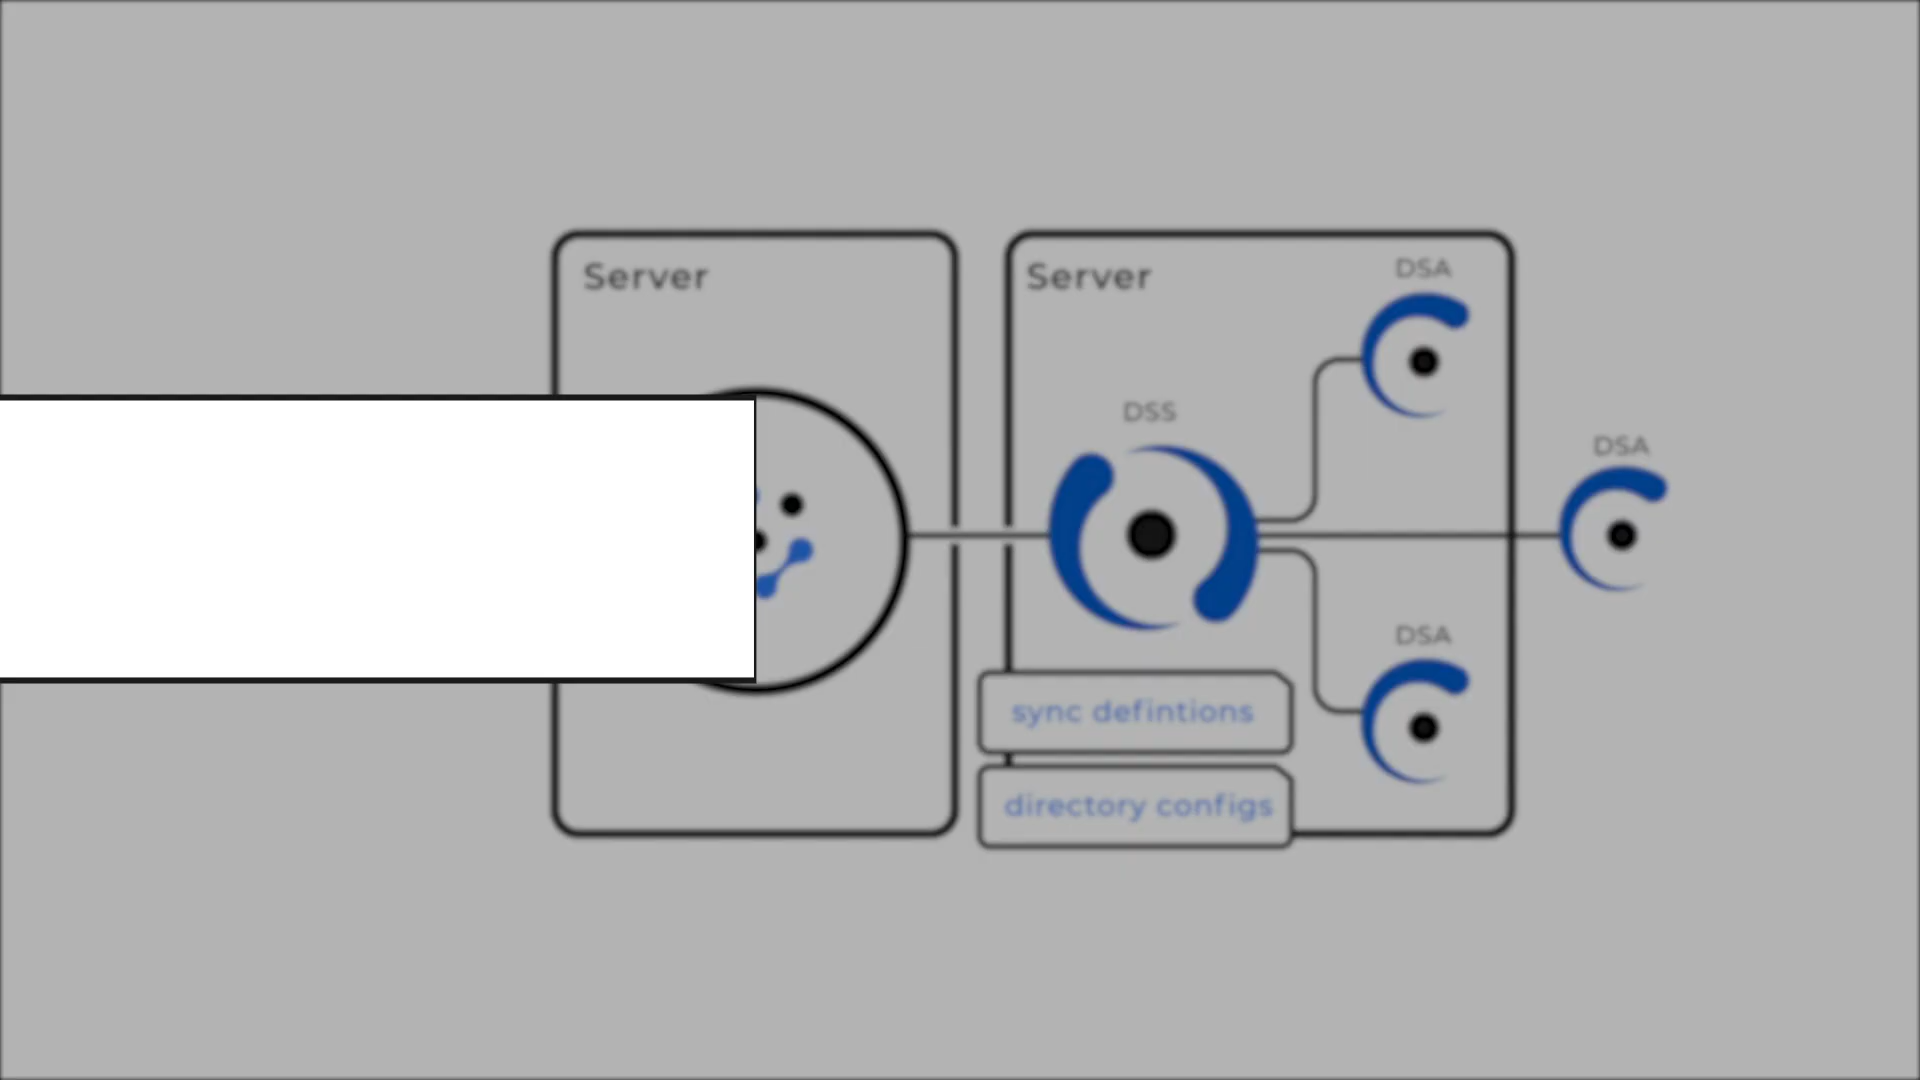 Server
Server
DSA
DSS
DSA
DSA
sync defintions
directory configs